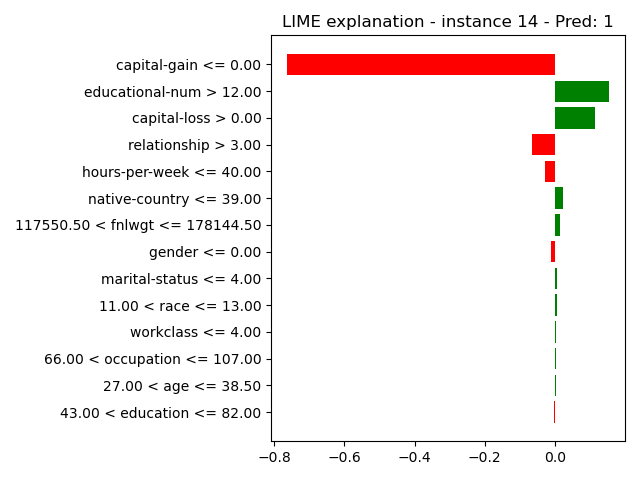 LIME explanation - instance 14 - Pred: 1
capital-gain <= 0.00
educational-num > 12.00
capital-loss > 0.00
relationship > 3.00
hours-per-week <= 40.00
native-country <= 39.00
117550.50 < fnlwgt <= 178144.50
gender <= 0.00
marital-status <= 4.00
11.00 < race <= 13.00
workclass <= 4.00
66.00 < occupation <= 107.00
27.00 < age <= 38.50
43.00 < education <= 82.00
−0.8 −0.6 −0.4 −0.2 0.0